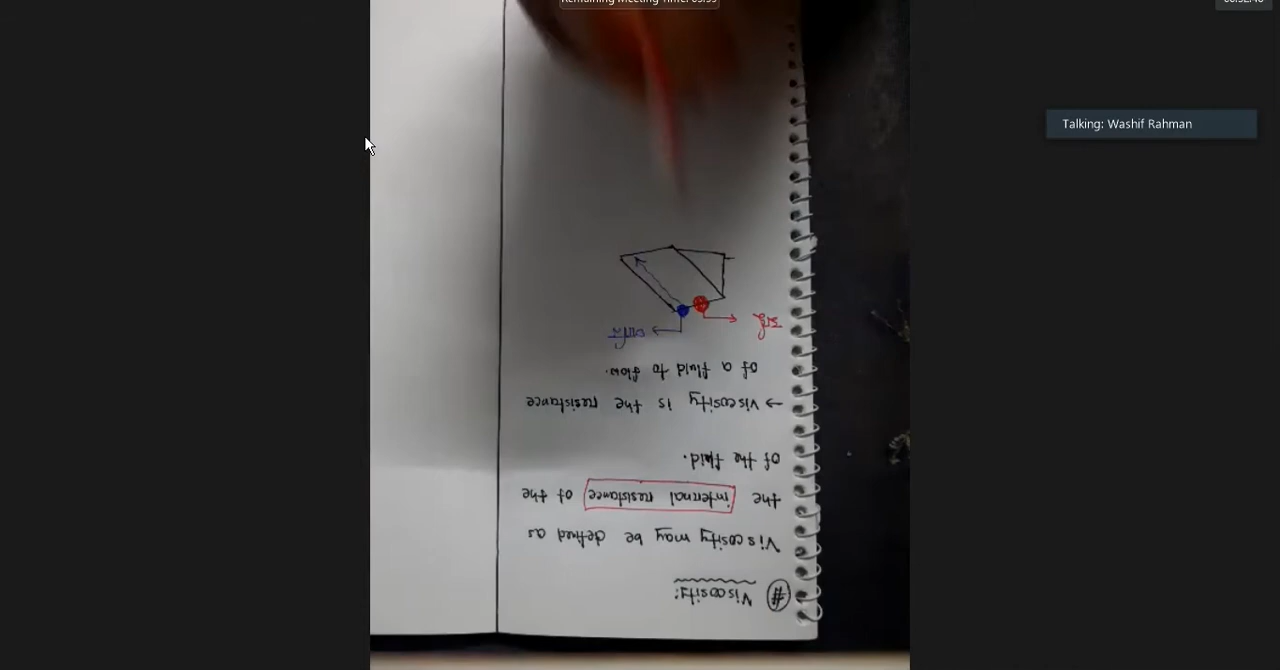 Talking: Washif Rahman
# Viscosity:
Viscosity may be defined as
the internal resistance of the
of the fluid.
→ Viscosity is the resistance
of a fluid to flow.